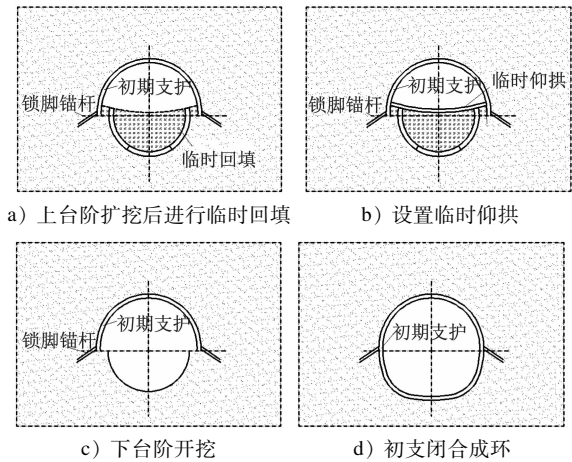 初期支护
锁脚锚杆
临时回填
a）上台阶扩挖后进行临时回填
初期支护
临时仰拱
锁脚锚杆
b）设置临时仰拱
初期支护
锁脚锚杆
c）下台阶开挖
初期支护
d）初支闭合成环